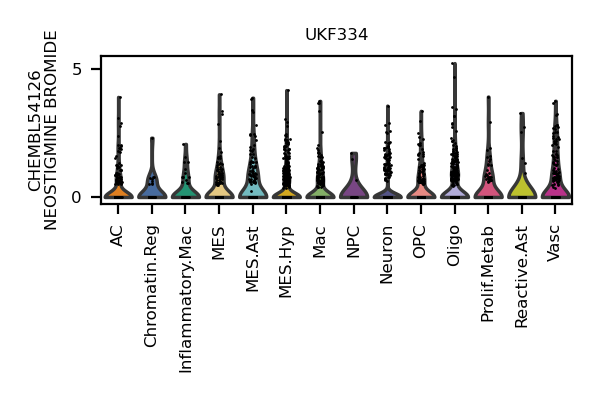 UKF334
CHEMBL54126
NEOSTIGMINE BROMIDE
5
0
AC
Chromatin.Reg
Inflammatory.Mac
MES
MES.Ast
MES.Hyp
Mac
NPC
Neuron
OPC
Oligo
Prolif.Metab
Reactive.Ast
Vasc